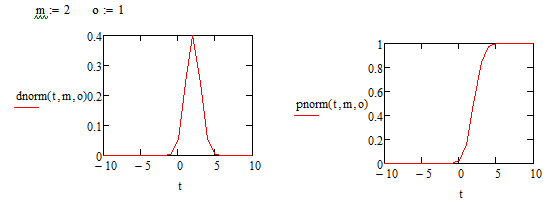 m := 2 o := 1
0.4
0.3
dnorm(t, m, o) 0.2
0.1
0
−10 −5 0 5 10
t
1
0.8
0.6
pnorm(t, m, o)
0.4
0.2
0
−10 −5 0 5 10
t